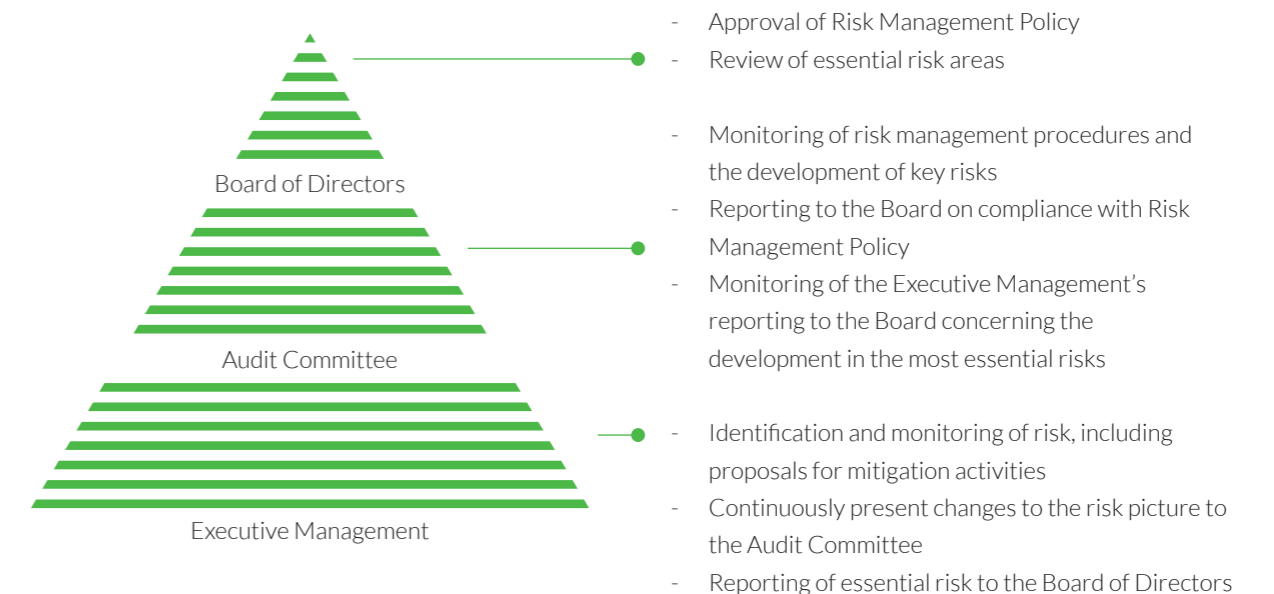 - Approval of Risk Management Policy
- Review of essential risk areas
Board of Directors
- Monitoring of risk management procedures and
the development of key risks
- Reporting to the Board on compliance with Risk
Management Policy
- Monitoring of the Executive Management’s
reporting to the Board concerning the
development in the most essential risks
Audit Committee
- Identification and monitoring of risk, including
proposals for mitigation activities
- Continuously present changes to the risk picture to
the Audit Committee
- Reporting of essential risk to the Board of Directors
Executive Management